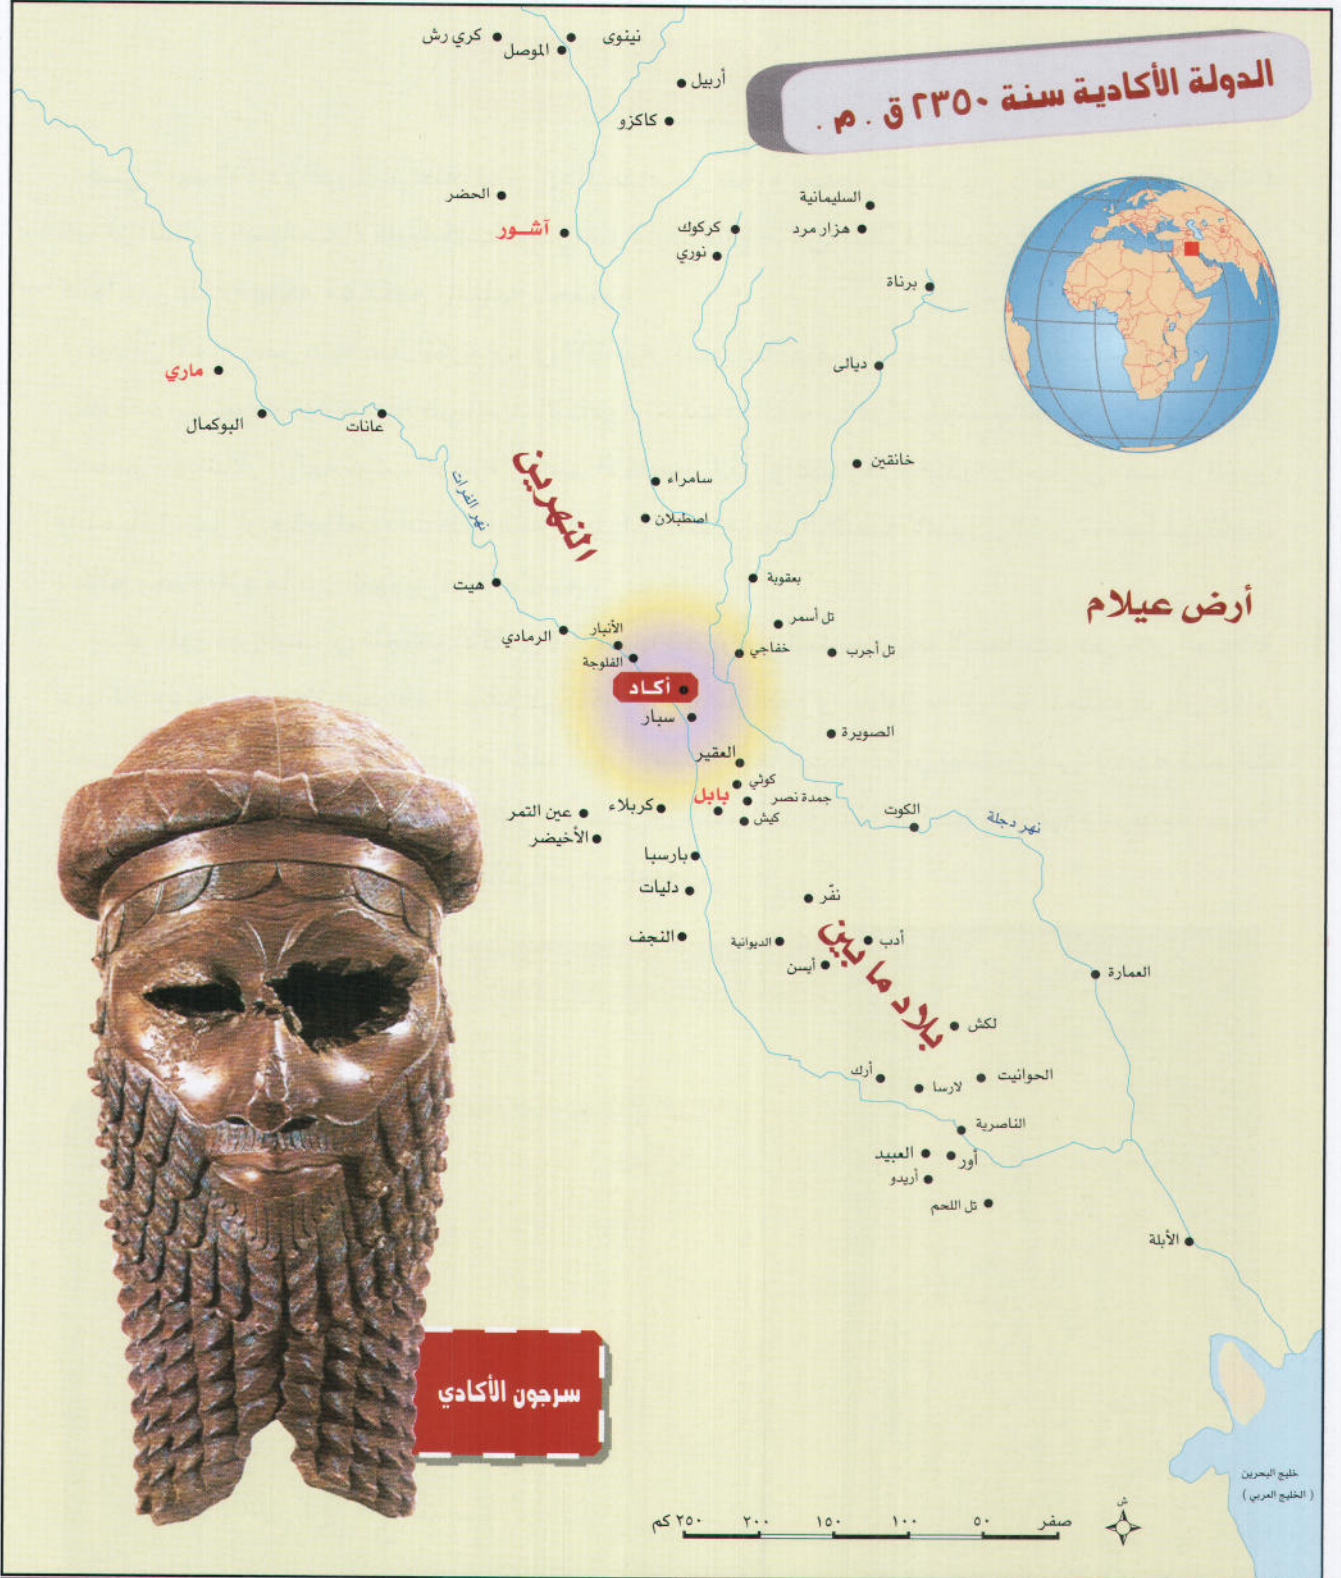 الدولة الأكادية سنة ٢٣٥٠ ق . م .
نينوى
كري رش
الموصل
أربيل
كاكزو
الحضر
السليمانية
آشـور
كركوك
هزار مرد
نوري
برناة
ديالى
ماري
البوكمال
عانات
خانقين
سامراء
نهر الفرات
النهرين
اصطبلان
بعقوبة
هيت
أرض عيلام
تل أسمر
الأنبار
الرمادي
خفاجي
تل أجرب
الفلوجة
أكـاد
سبار
الصويرة
العقير
كوثي
بابل
جمدة نصر
كربلاء
عين التمر
الكوت
كيش
نهر دجلة
الأخيضر
بارسبا
دليات
نفّر
النجف
الديوانية
أدب
أيسن
بلاد ما بين
العمارة
لكش
أرك
لارسا
الحوانيت
الناصرية
العبيد
أور
أريدو
تل اللحم
الأبلة
سرجون الأكادي
خليج البحرين
( الخليج العربي )
ش
صفر ٥٠ ١٠٠ ١٥٠ ٢٠٠ ٢٥٠ كم